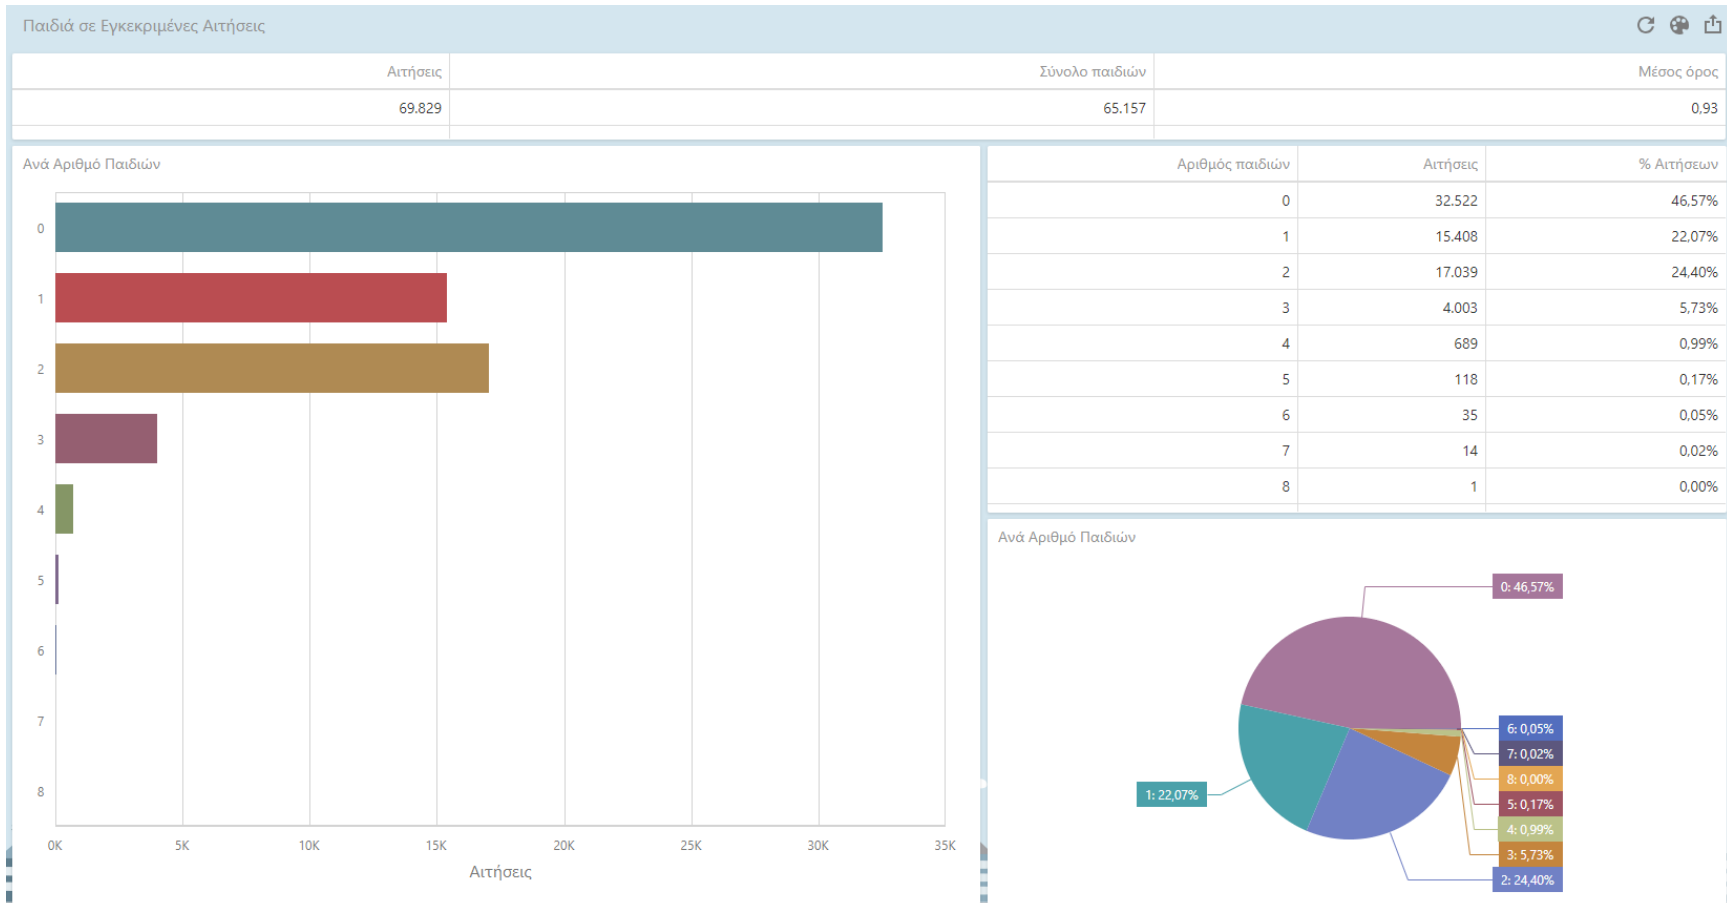 Παιδιά σε Εγκεκριμένες Αιτήσεις
Αιτήσεις Σύνολο παιδιών Μέσος όρος
69.829 65.157 0,93
Ανά Αριθμό Παιδιών
0
1
2
3
4
5
6
7
8
0K 5K 10K 15K 20K 25K 30K 35K
Αιτήσεις
Αριθμός παιδιών Αιτήσεις % Αιτήσεων
0 32.522 46,57%
1 15.408 22,07%
2 17.039 24,40%
3 4.003 5,73%
4 689 0,99%
5 118 0,17%
6 35 0,05%
7 14 0,02%
8 1 0,00%
Ανά Αριθμό Παιδιών
0: 46,57%
6: 0,05%
7: 0,02%
8: 0,00%
1: 22,07%
5: 0,17%
4: 0,99%
3: 5,73%
2: 24,40%